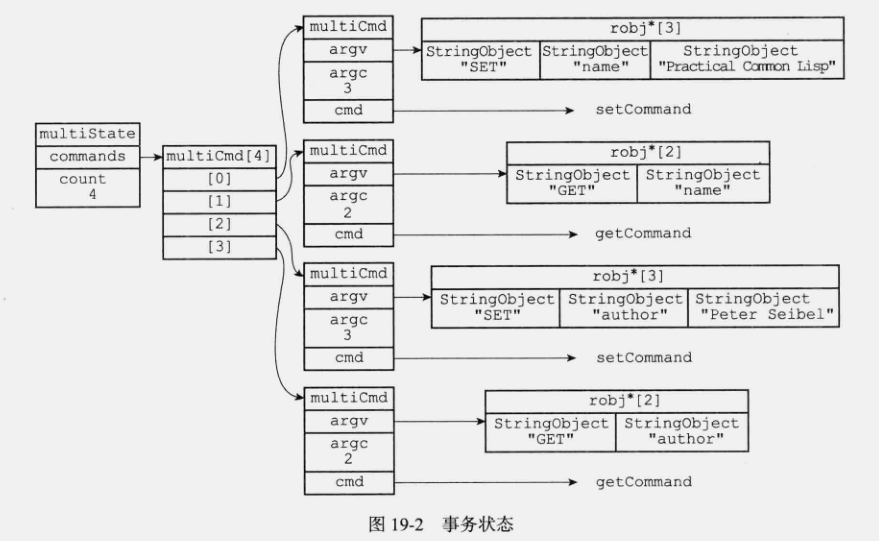 multiState
commands
count
4
multiCmd[4]
[0]
[1]
[2]
[3]
multiCmd
argv
argc
3
cmd
robj*[3]
StringObject "SET"
StringObject "name"
StringObject "Practical Common Lisp"
setCommand
multiCmd
argv
argc
2
cmd
robj*[2]
StringObject "GET"
StringObject "name"
getCommand
multiCmd
argv
argc
3
cmd
robj*[3]
StringObject "SET"
StringObject "author"
StringObject "Peter Seibel"
setCommand
multiCmd
argv
argc
2
cmd
robj*[2]
StringObject "GET"
StringObject "author"
getCommand
图 19-2 事务状态